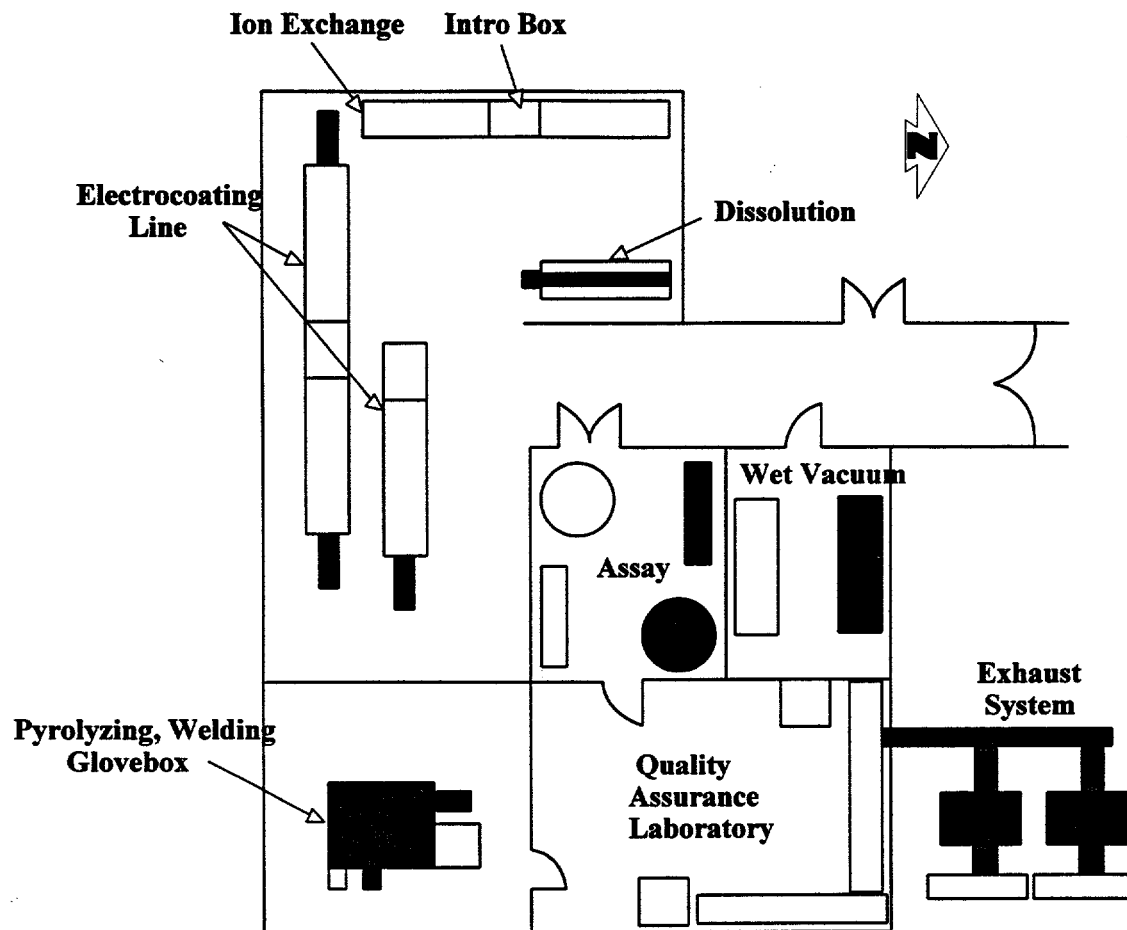 Ion Exchange
Intro Box
N
Electrocoating
Line
Dissolution
Wet Vacuum
Assay
Exhaust
System
Pyrolyzing, Welding
Glovebox
Quality
Assurance
Laboratory